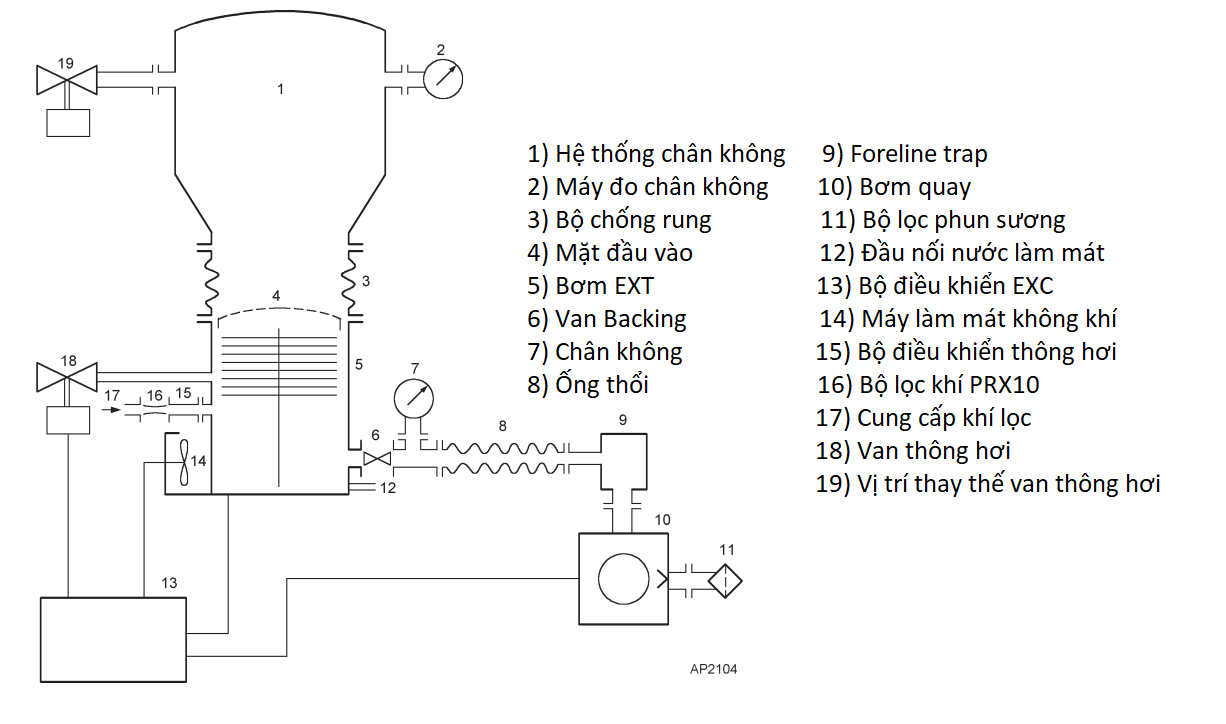 19
2
1
1) Hệ thống chân không
2) Máy đo chân không
3) Bộ chống rung
4) Mặt đầu vào
5) Bơm EXT
6) Van Backing
7) Chân không
8) Ống thổi
9) Foreline trap
10) Bơm quay
11) Bộ lọc phun sương
12) Đầu nối nước làm mát
13) Bộ điều khiển EXC
14) Máy làm mát không khí
15) Bộ điều khiển thông hơi
16) Bộ lọc khí PRX10
17) Cung cấp khí lọc
18) Van thông hơi
19) Vị trí thay thế van thông hơi
3
4
18
5
7
17 16 15
6
8
9
14
12
10
11
13
AP2104